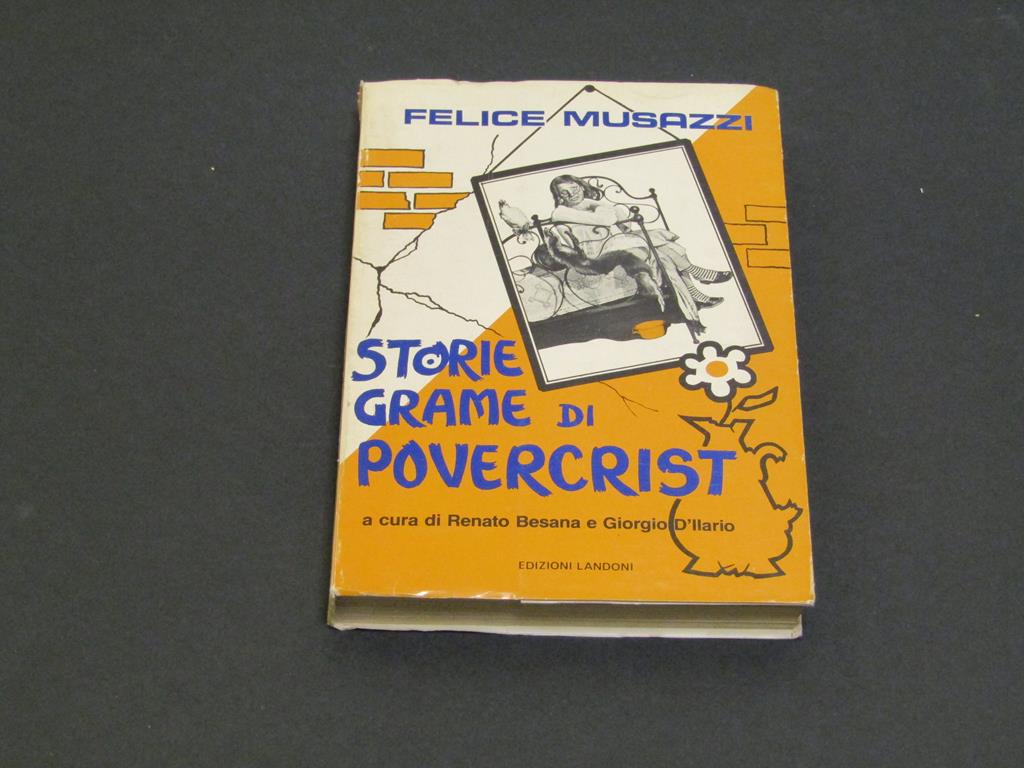 FELICE MUSAZZI
STORIE
GRAME DI
POVERCRIST
a cura di Renato Besana e Giorgio D'Ilario
EDIZIONI LANDONI